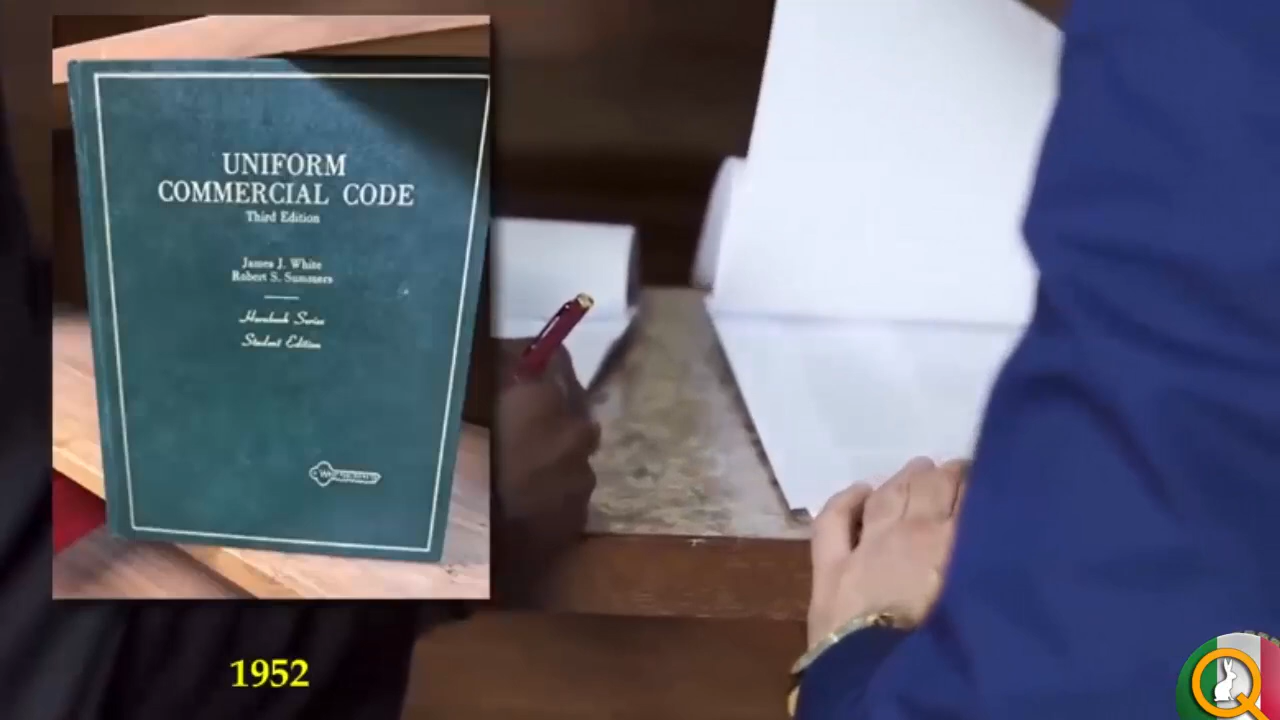 UNIFORM
COMMERCIAL CODE
Third Edition
James J. White
Robert S. Summers
Hornbook Series
Student Edition
1952
Q